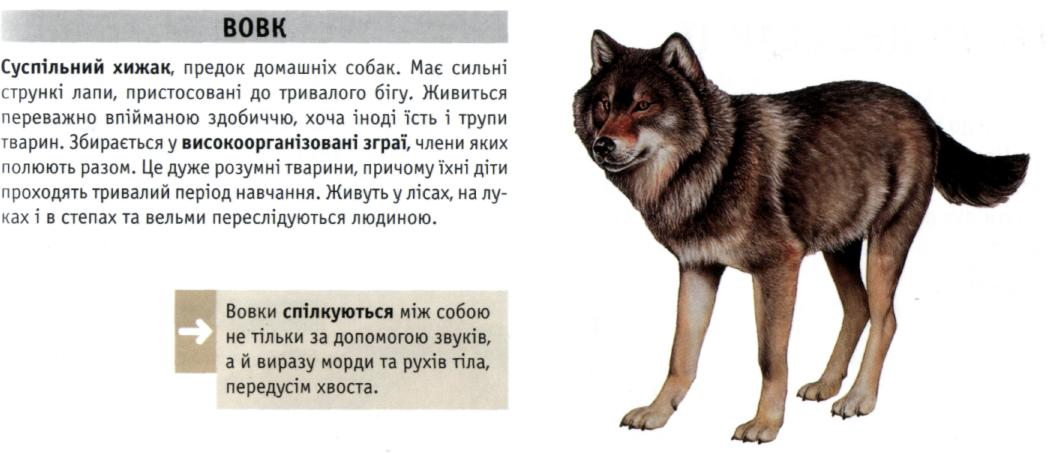 ВОВК
Суспільний хижак, предок домашніх собак. Має сильні
стрункі лапи, пристосовані до тривалого бігу. Живиться
переважно впійманою здобиччю, хоча іноді їсть і трупи
тварин. Збирається у високоорганізовані зграї, члени яких
полюють разом. Це дуже розумні тварини, причому їхні діти
проходять тривалий період навчання. Живуть у лісах, на лу-
ках і в степах та вельми переслідуються людиною.
Вовки спілкуються між собою
не тільки за допомогою звуків,
а й виразу морди та рухів тіла,
передусім хвоста.